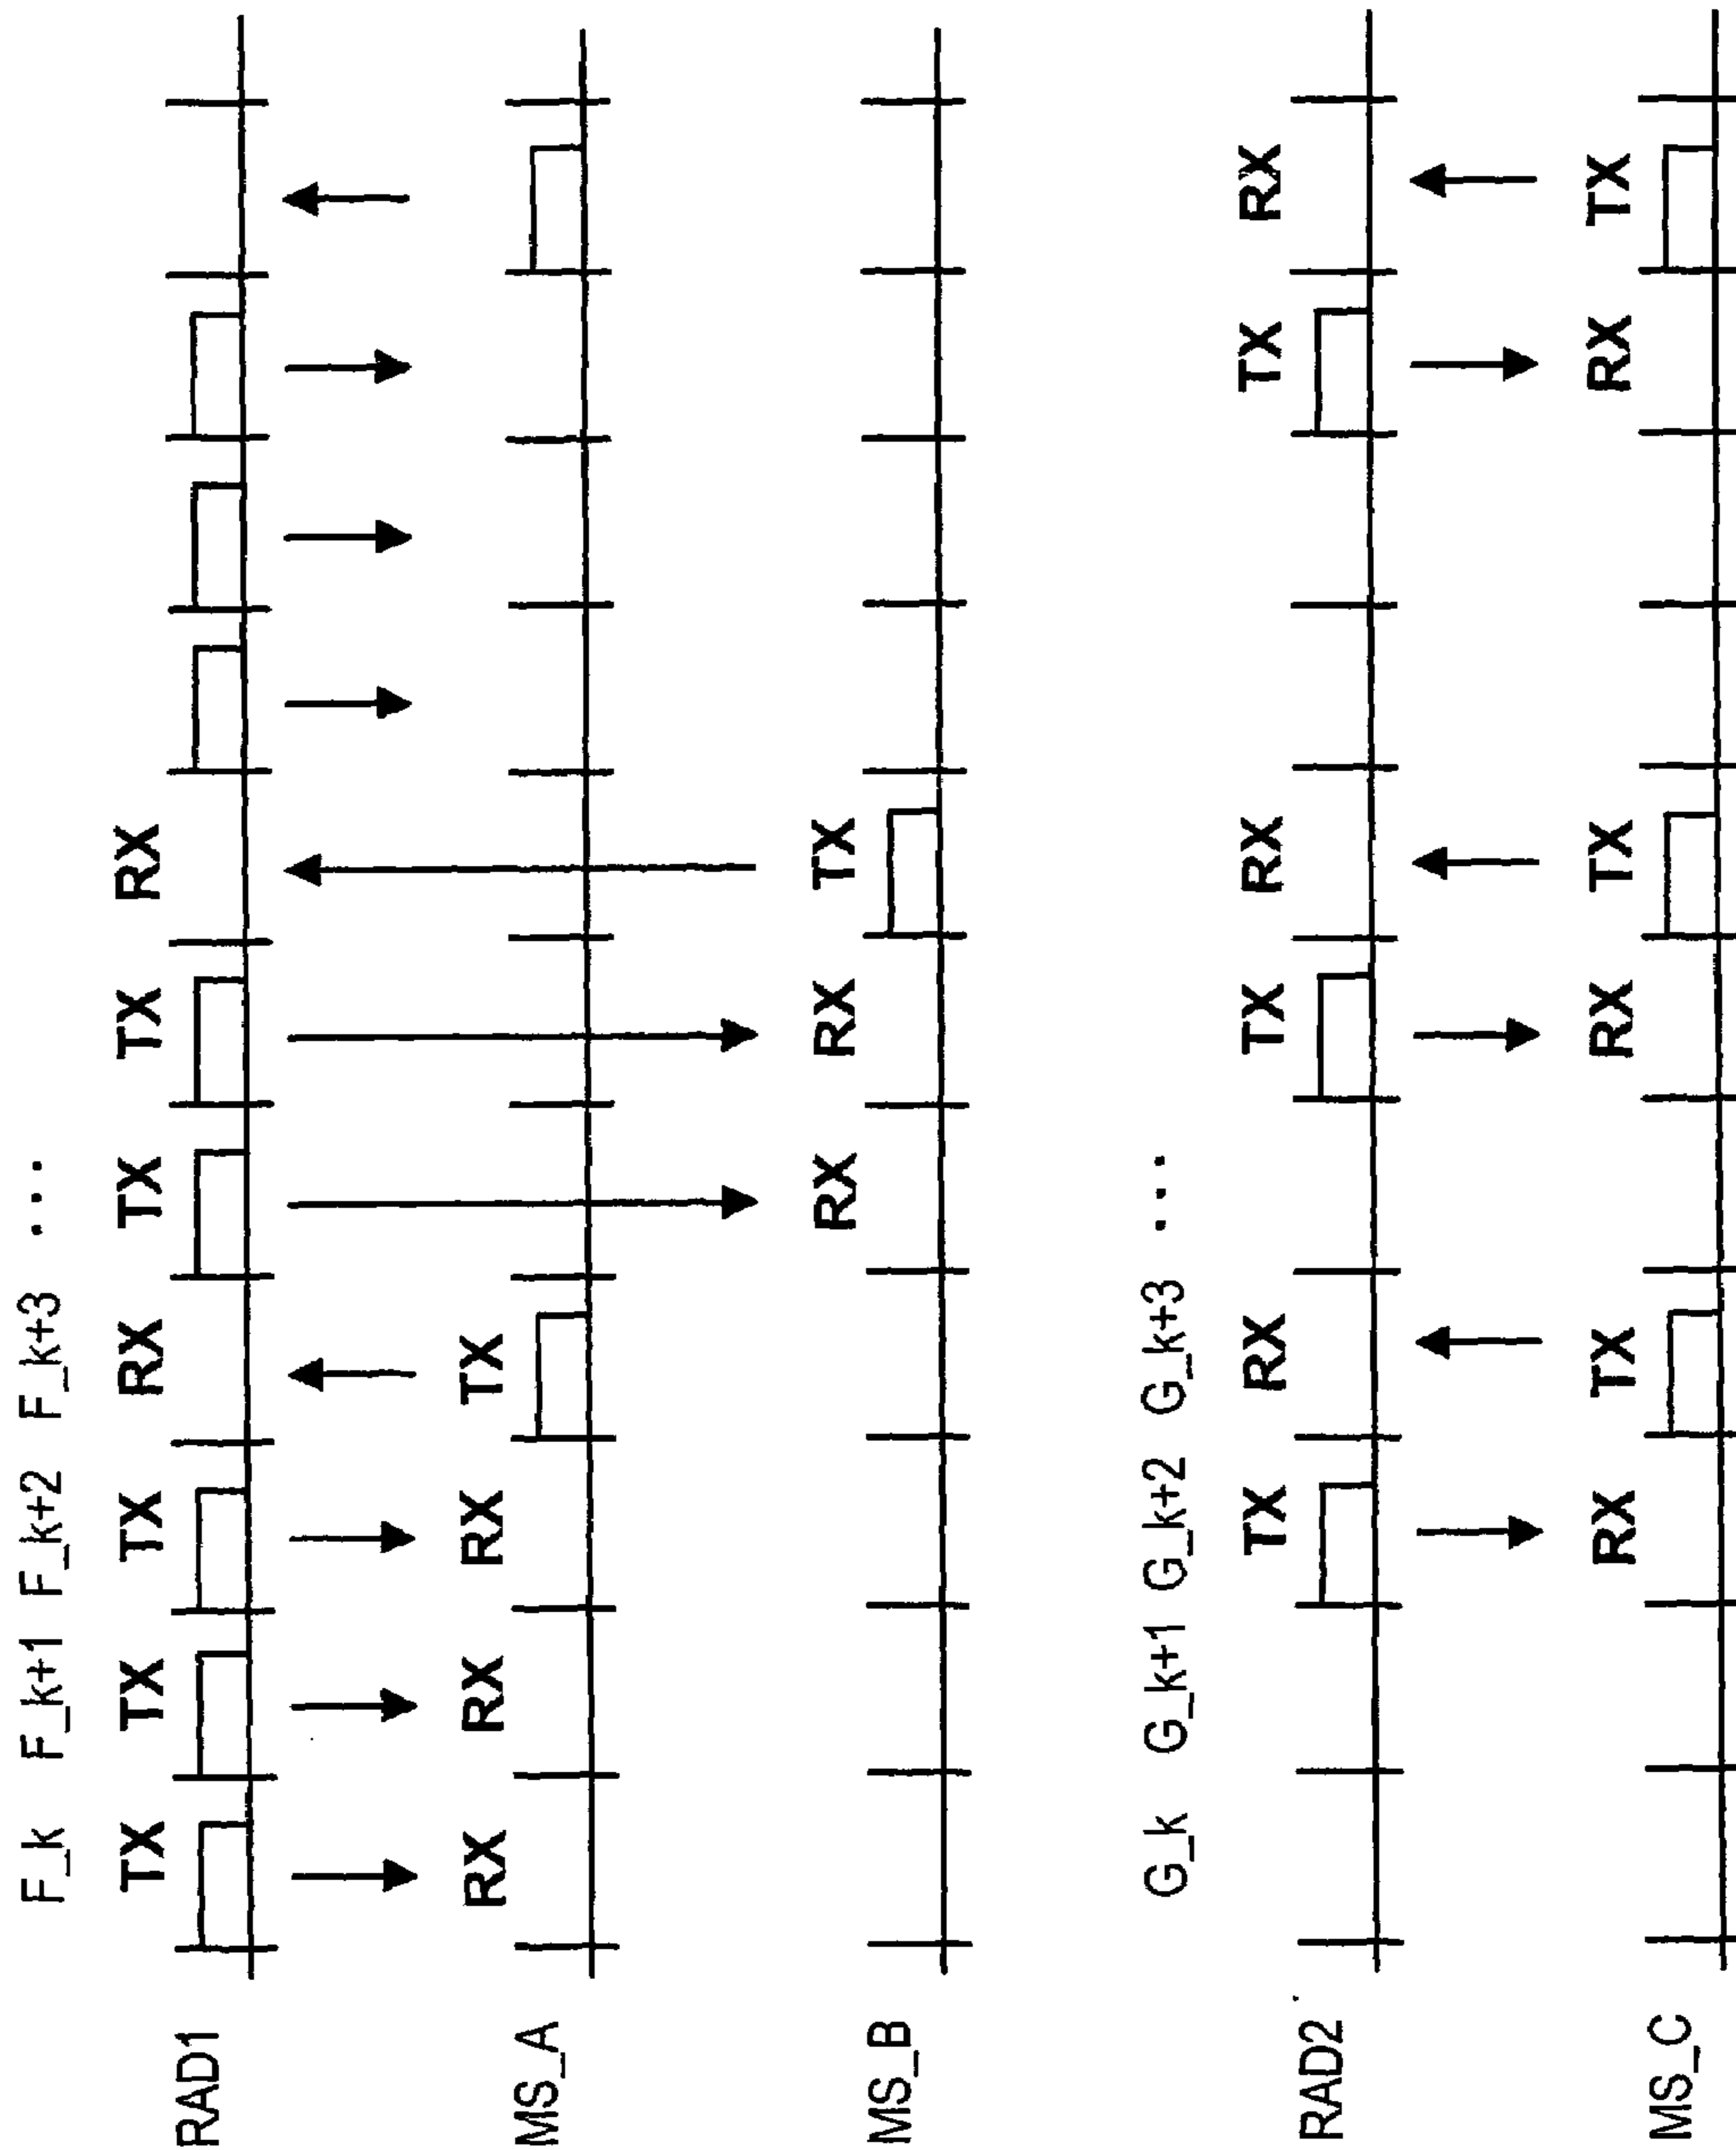 F_k F_k+1 F_k+2 F_k+3 ...
TX TX TX RX TX TX RX
RAD1
RX RX RX TX
MS_A
RX RX TX
MS_B
G_k G_k+1 G_k+2 G_k+3 ...
TX RX TX RX TX RX
RAD2
RX TX RX TX RX TX
MS_C